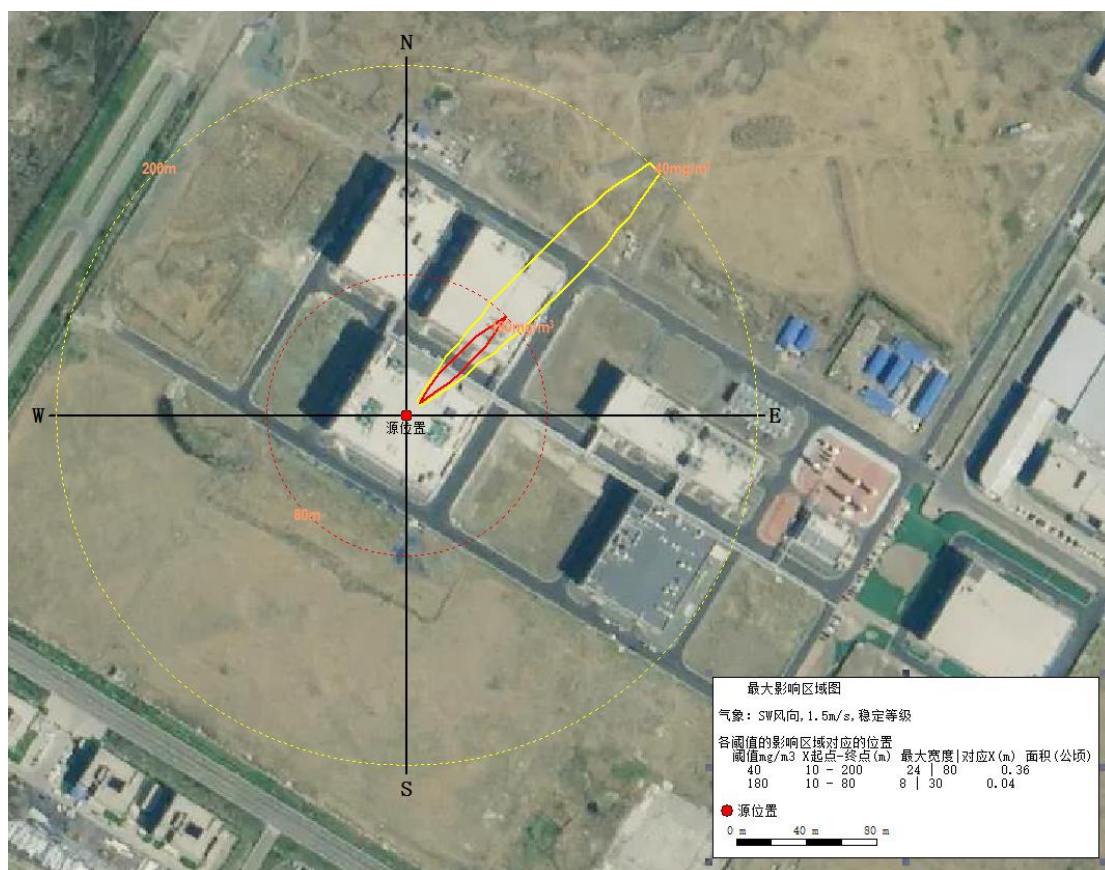 N
200m
40mg/m³
180mg/m³
W
E
源位置
80m
S
最大影响区域图
气象: SW风向,1.5m/s,稳定等级
各阈值的影响区域对应的位置
阈值mg/m3 X起点-终点(m) 最大宽度|对应X(m) 面积(公顷)
40 10 - 200 24 | 80 0.36
180 10 - 80 8 | 30 0.04
源位置
0 m 40 m 80 m